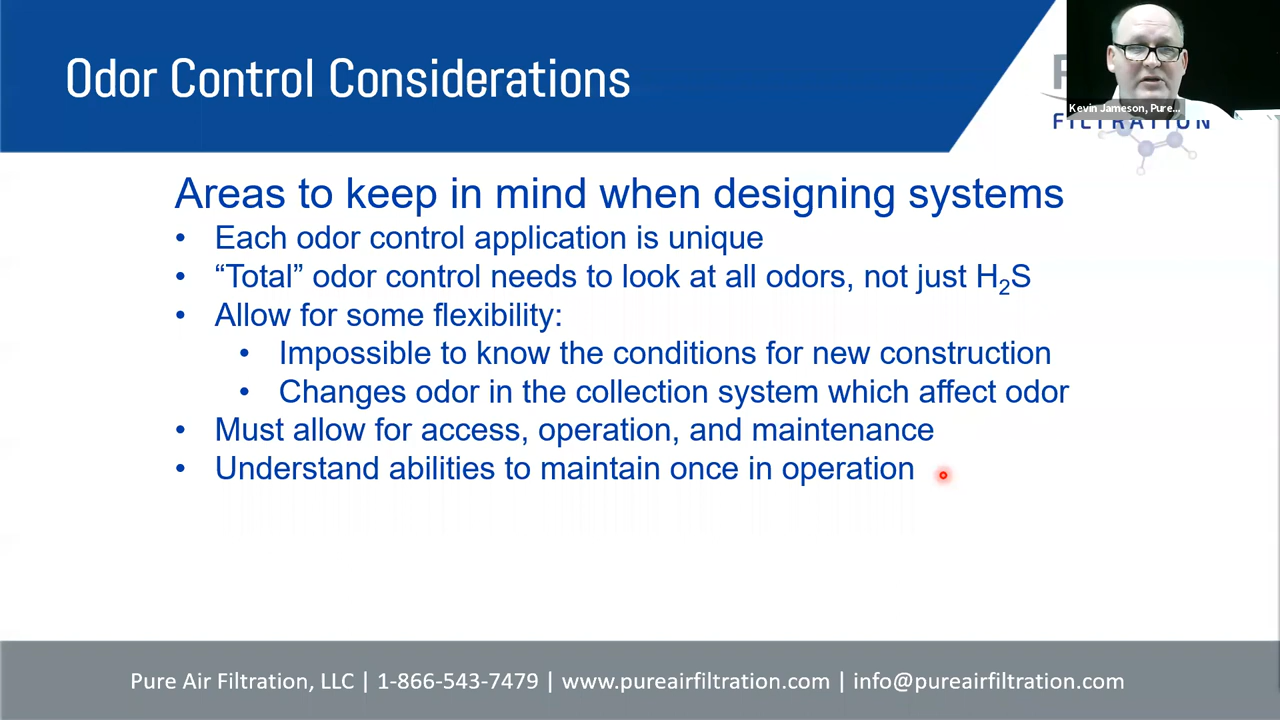 Odor Control Considerations
Kevin Jameson, Pure...
FILTRATION
Areas to keep in mind when designing systems
• Each odor control application is unique
• “Total” odor control needs to look at all odors, not just H₂S
• Allow for some flexibility:
• Impossible to know the conditions for new construction
• Changes odor in the collection system which affect odor
• Must allow for access, operation, and maintenance
• Understand abilities to maintain once in operation
Pure Air Filtration, LLC | 1-866-543-7479 | www.pureairfiltration.com | info@pureairfiltration.com